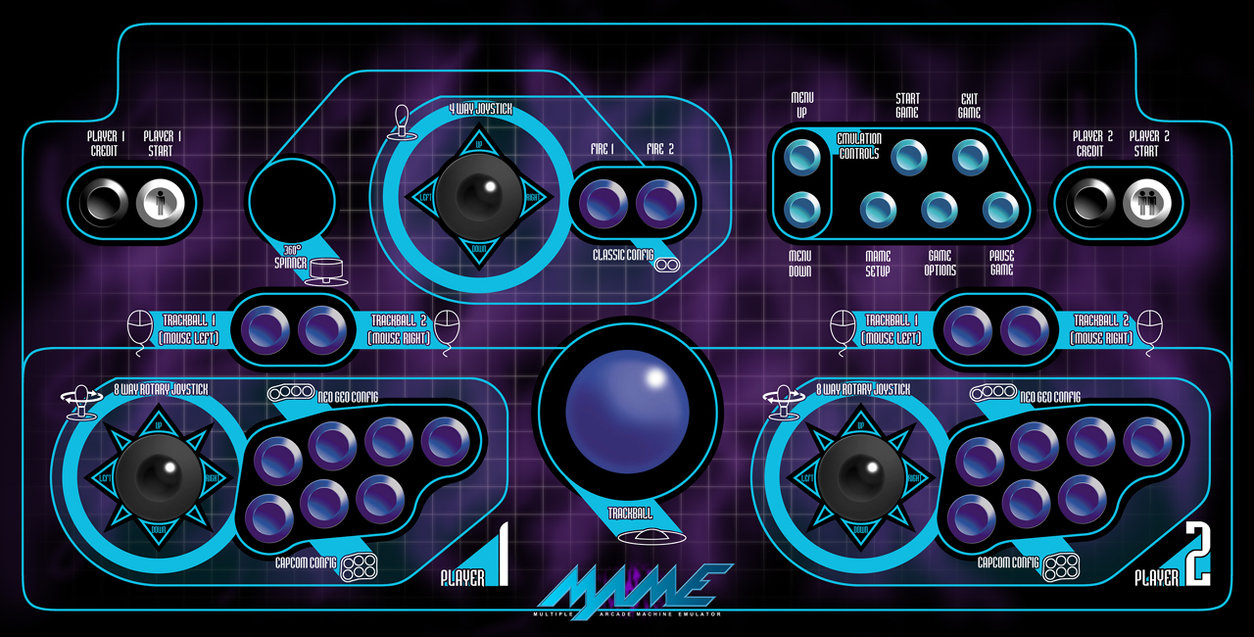 PLAYER 1
CREDIT
PLAYER 1
START
4 WAY JOYSTICK
UP
LEFT
RIGHT
DOWN
FIRE 1
FIRE 2
CLASSIC CONFIG
360°
SPINNER
MENU
UP
START
GAME
EXIT
GAME
EMULATION
CONTROLS
MENU
DOWN
MAME
SETUP
GAME
OPTIONS
PAUSE
GAME
PLAYER 2
CREDIT
PLAYER 2
START
TRACKBALL 1
(MOUSE LEFT)
TRACKBALL 2
(MOUSE RIGHT)
TRACKBALL 1
(MOUSE LEFT)
TRACKBALL 2
(MOUSE RIGHT)
8 WAY ROTARY JOYSTICK
NEO GEO CONFIG
UP
LEFT
RIGHT
DOWN
CAPCOM CONFIG
PLAYER 1
TRACKBALL
8 WAY ROTARY JOYSTICK
NEO GEO CONFIG
UP
LEFT
RIGHT
DOWN
CAPCOM CONFIG
PLAYER 2
MAME
MULTIPLE ARCADE MACHINE EMULATOR